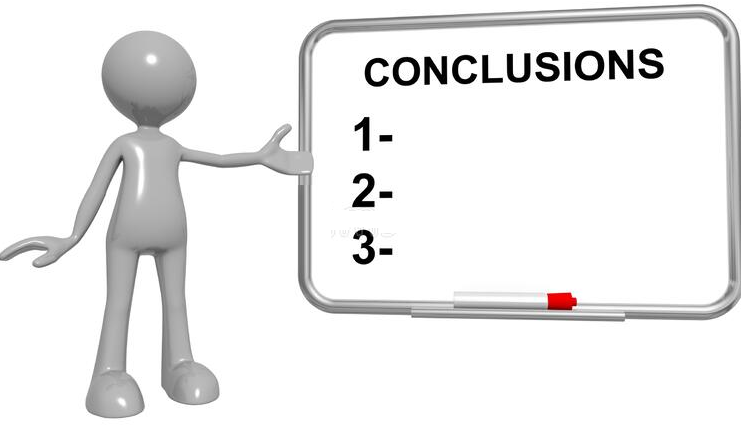 CONCLUSIONS
1-
2-
3-